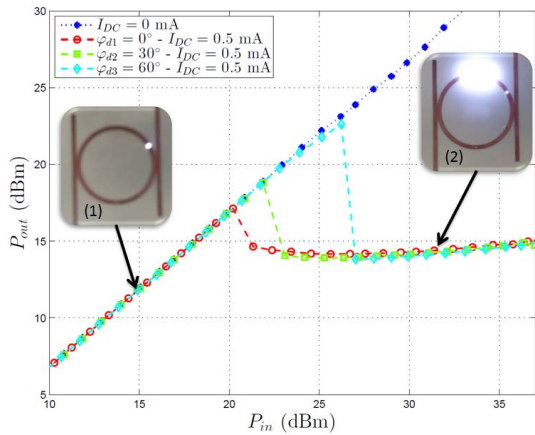 I_DC = 0 mA
φ_d1 = 0° - I_DC = 0.5 mA
φ_d2 = 30° - I_DC = 0.5 mA
φ_d3 = 60° - I_DC = 0.5 mA
(1)
(2)
P_out (dBm)
30
25
20
15
10
5
10
15
20
25
30
35
P_in (dBm)